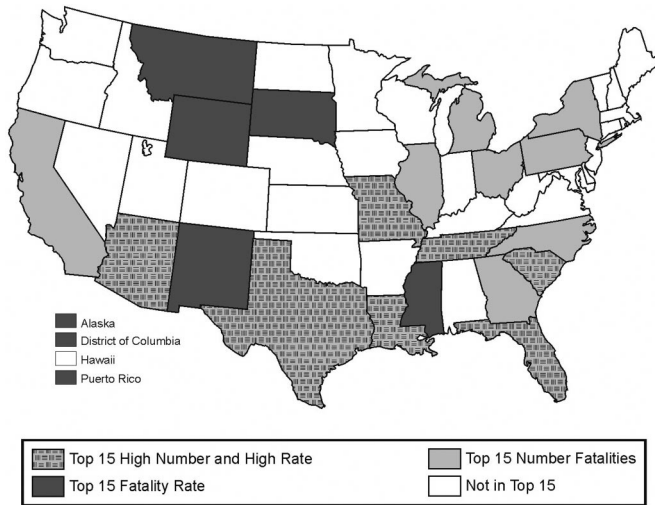 Alaska
District of Columbia
Hawaii
Puerto Rico
Top 15 High Number and High Rate
Top 15 Number Fatalities
Top 15 Fatality Rate
Not in Top 15